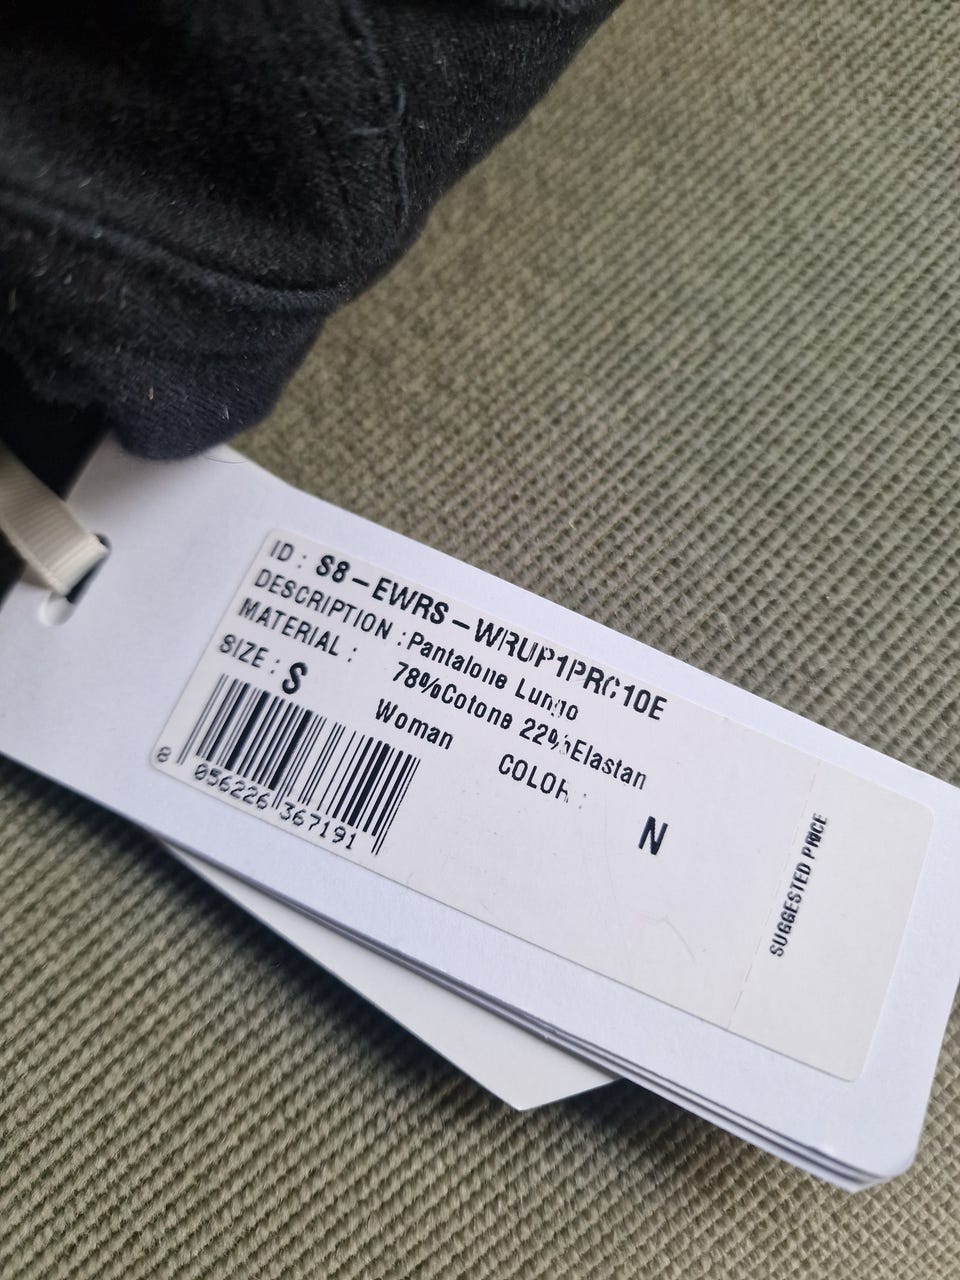 ID: S8-EWRS-WRUP1PRC10E
DESCRIPTION: Pantalone Lungo
MATERIAL: 78%Cotone 22%Elastan
SIZE: S Woman COLOR: N
8 056226 367191
SUGGESTED PRICE